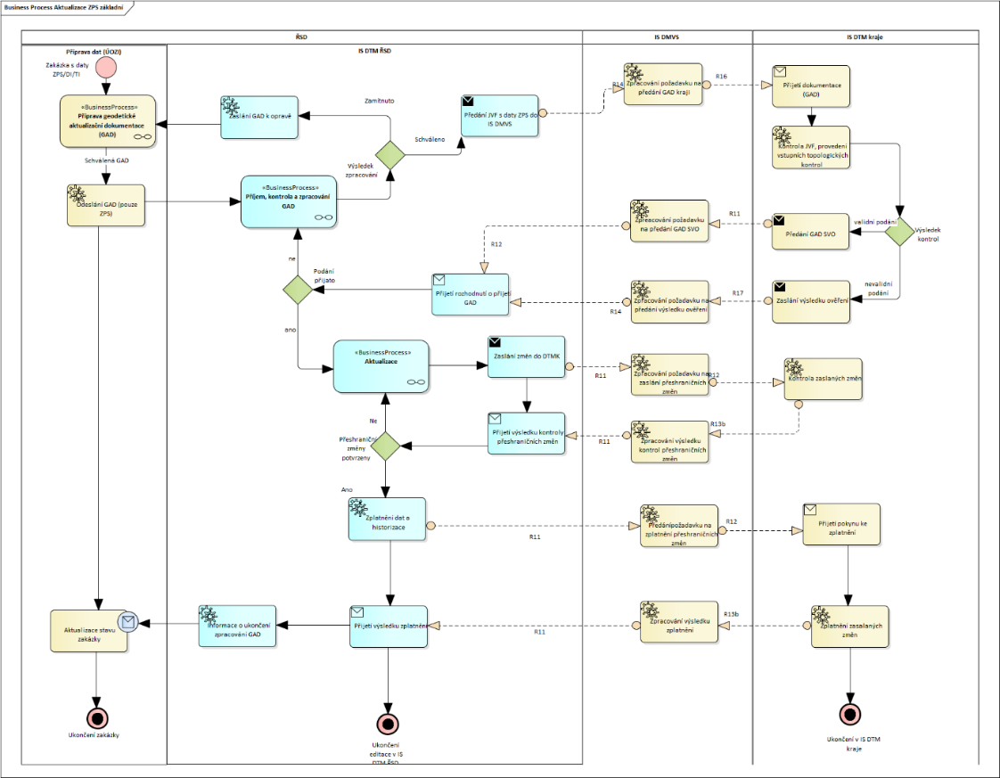 Business Process Aktualizace ZPS základní
ŘSD
IS DMVS
IS DTM kraje
Příprava dat (ÚOZI)
IS DTM ŘSD
Zakázka s daty
ZPS/DI/TI
«BusinessProcess»
Příprava geodetické
aktualizační dokumentace
(GAD)
Schválená GAD
Odeslání GAD (pouze
ZPS)
Zaslání GAD k opravě
Zamítnuto
Schváleno
Výsledek
zpracování
«BusinessProcess»
Příjem, kontrola a zpracování
GAD
Předání JVF s daty ZPS do
IS DMVS
R14
Zpracování požadavku na
předání GAD kraji
R16
Přijetí dokumentace
(GAD)
Kontrola JVF, provedení
vstupních topologických
kontrol
validní podání
Výsledek
kontrol
nevalidní
podání
Předání GAD SVO
R11
Zpreacování požadavku
na předání GAD SVO
R12
Zaslání výsledku ověření
R17
Zpracování požadavku na
předání výsledku ověření
R14
Přijetí rozhodnutí o přijetí
GAD
Podání
přijato
ne
ano
«BusinessProcess»
Aktualizace
Zaslání změn do DTMK
R11
Zpracování požadavku na
zaslání přeshraničních
změn
R12
Kontrola zaslaných změn
R13b
Zpracování výsledku
kontrol přeshraničních
změn
R11
Přijetí výsledku kontroly
přeshraničních změn
Ne
Přeshraniční
změny
potvrzeny
Ano
Zplatnění dat a
historizace
R11
Předánípožadavku na
zplatnění přeshraničních
změn
R12
Přijetí pokynu ke
zplatnění
Zplatnění zasalaných
změn
R13b
Zpracování výsledku
zplatnění
R11
Přijetí výsledku zplatnění
Informace o ukončení
zpracování GAD
Aktualizace stavu
zakázky
Ukončení zakázky
Ukončení
editace v IS
DTM ŘSD
Ukončení v IS DTM
kraje